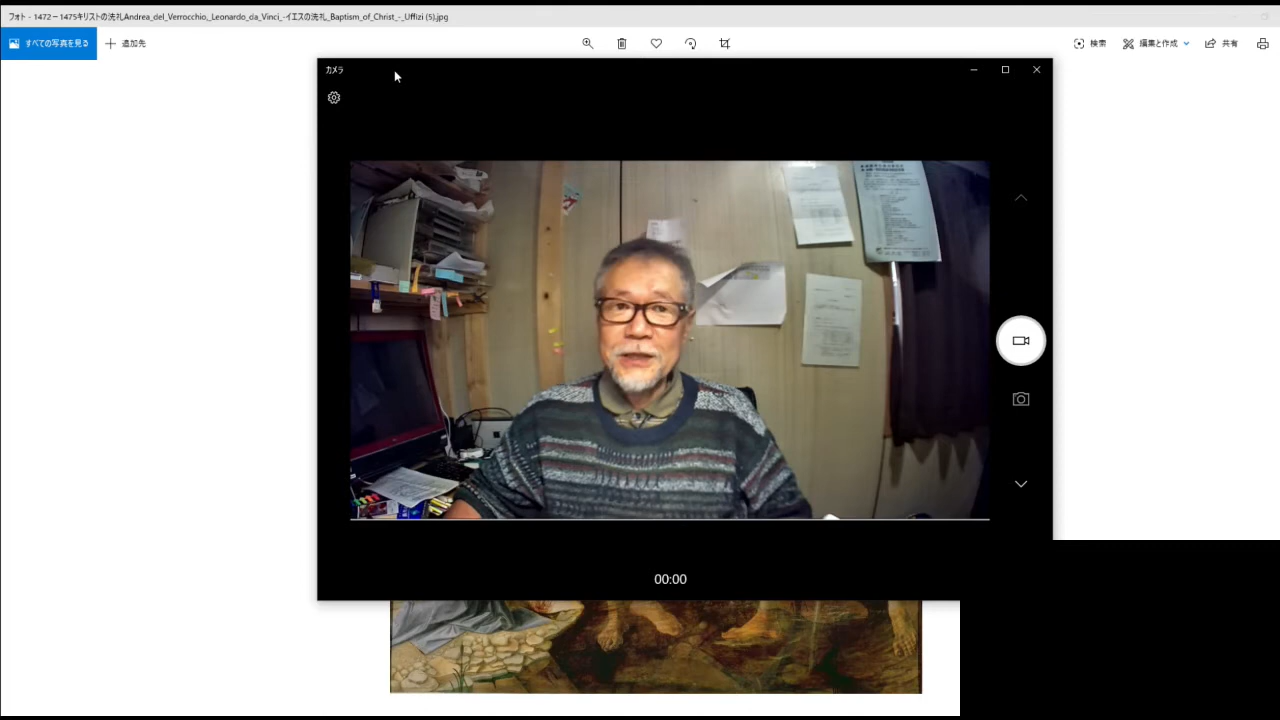 フォト - 1472－1475キリストの洗礼Andrea_del_Verrocchio,_Leonardo_da_Vinci_-イエスの洗礼_Baptism_of_Christ_-_Uffizi (5).jpg
すべての写真を見る
追加先
検索
編集と作成
共有
カメラ
00:00